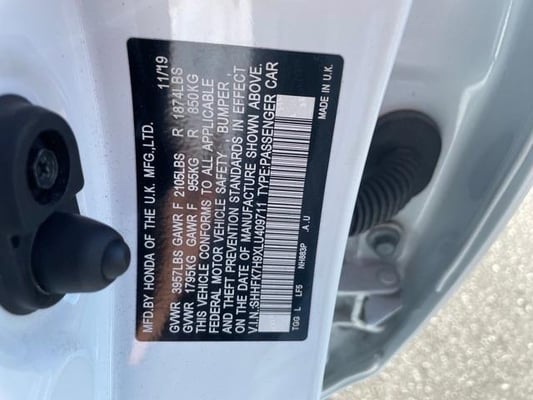 MFD.BY HONDA OF THE U.K. MFG.,LTD. 11/19
GVWR 3957LBS GAWR F 2105LBS R 1874LBS
GVWR 1795KG GAWR F 955KG R 850KG
THIS VEHICLE CONFORMS TO ALL APPLICABLE
FEDERAL MOTOR VEHICLE SAFETY , BUMPER,
AND THEFT PREVENTION STANDARDS IN EFFECT
ON THE DATE OF MANUFACTURE SHOWN ABOVE.
V.I.N.:SHHFK7H9XLU409711 TYPE:PASSENGER CAR
TGG L LF5 NH883P .A.U MADE IN U.K.